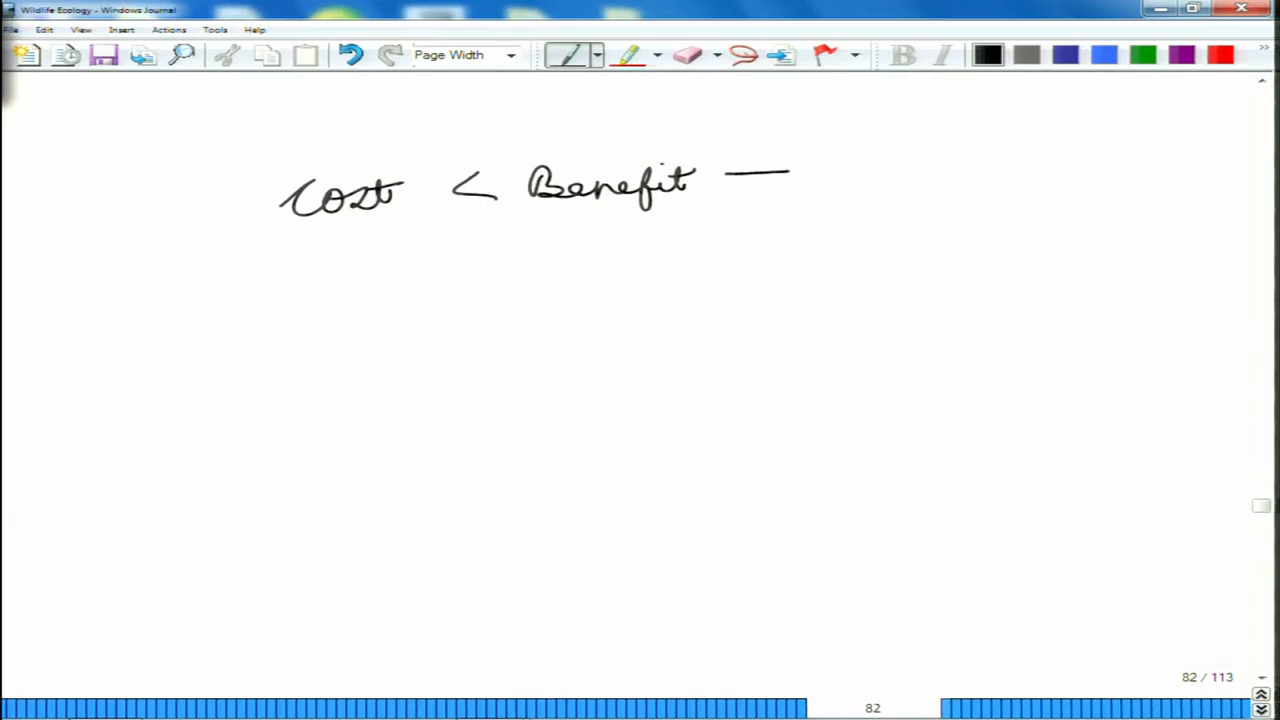 Wildlife Ecology - Windows Journal
File Edit View Insert Actions Tools Help
Page Width B I
Cost < Benefit —
82 / 113
82